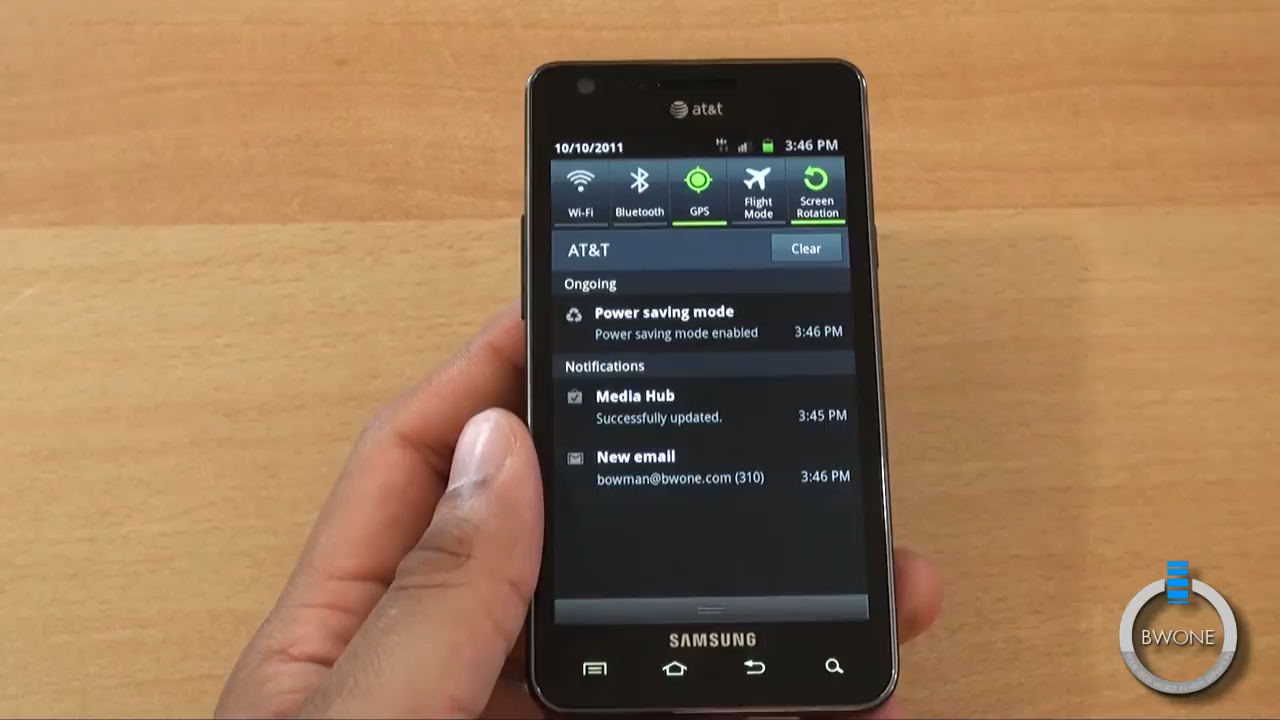 at&t
10/10/2011
3:46 PM
Wi-Fi
Bluetooth
GPS
Flight
Mode
Screen
Rotation
AT&T
Clear
Ongoing
Power saving mode
Power saving mode enabled
3:46 PM
Notifications
Media Hub
Successfully updated.
3:45 PM
New email
bowman@bwone.com (310)
3:46 PM
SAMSUNG
BWONE